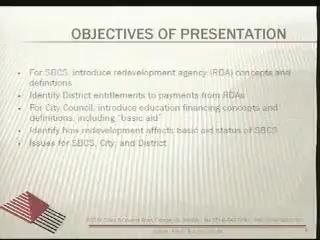 OBJECTIVES OF PRESENTATION
• For SBCS, introduce redevelopment agency (RDA) concepts and
definitions
• Identify District entitlements to payments from RDAs
• For City Council, introduce education financing concepts and
definitions, including "basic aid"
• Identify how redevelopment affects basic aid status of SBCS
• Issues for SBCS, City, and District